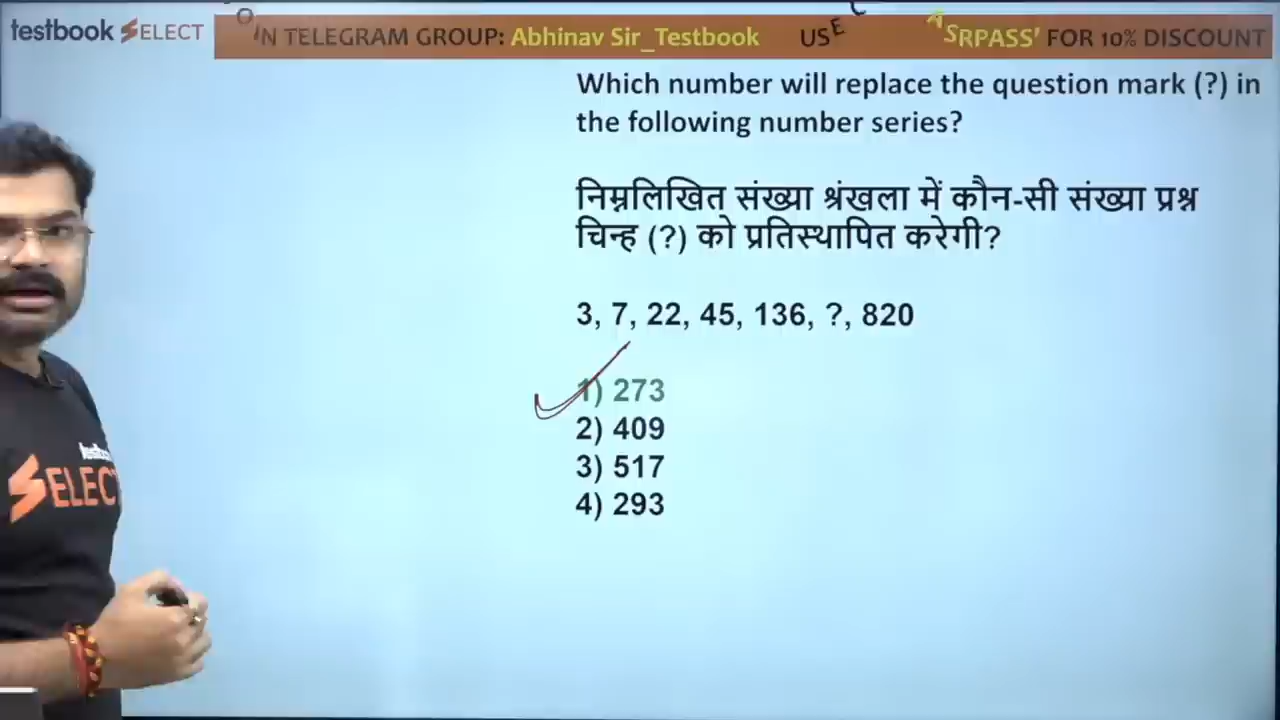 testbook SELECT
OIN TELEGRAM GROUP: Abhinav Sir_Testbook USE 'ASRPASS' FOR 10% DISCOUNT
Which number will replace the question mark (?) in
the following number series?
निम्नलिखित संख्या श्रंखला में कौन-सी संख्या प्रश्न
चिन्ह (?) को प्रतिस्थापित करेगी?
3, 7, 22, 45, 136, ?, 820
1) 273
2) 409
3) 517
4) 293
SELECT